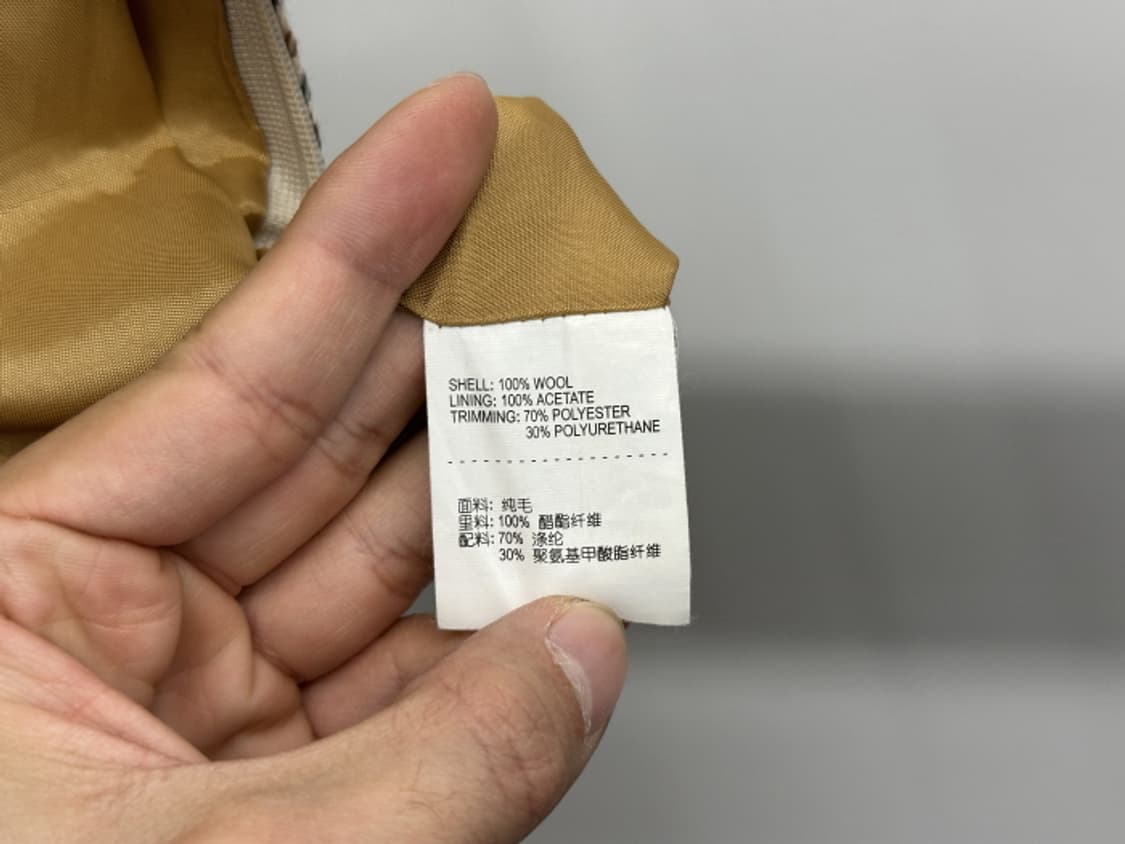 SHELL: 100% WOOL
LINING: 100% ACETATE
TRIMMING: 70% POLYESTER
30% POLYURETHANE
面料: 纯毛
里料: 100% 醋酯纤维
配料: 70% 涤纶
30% 聚氨基甲酸脂纤维